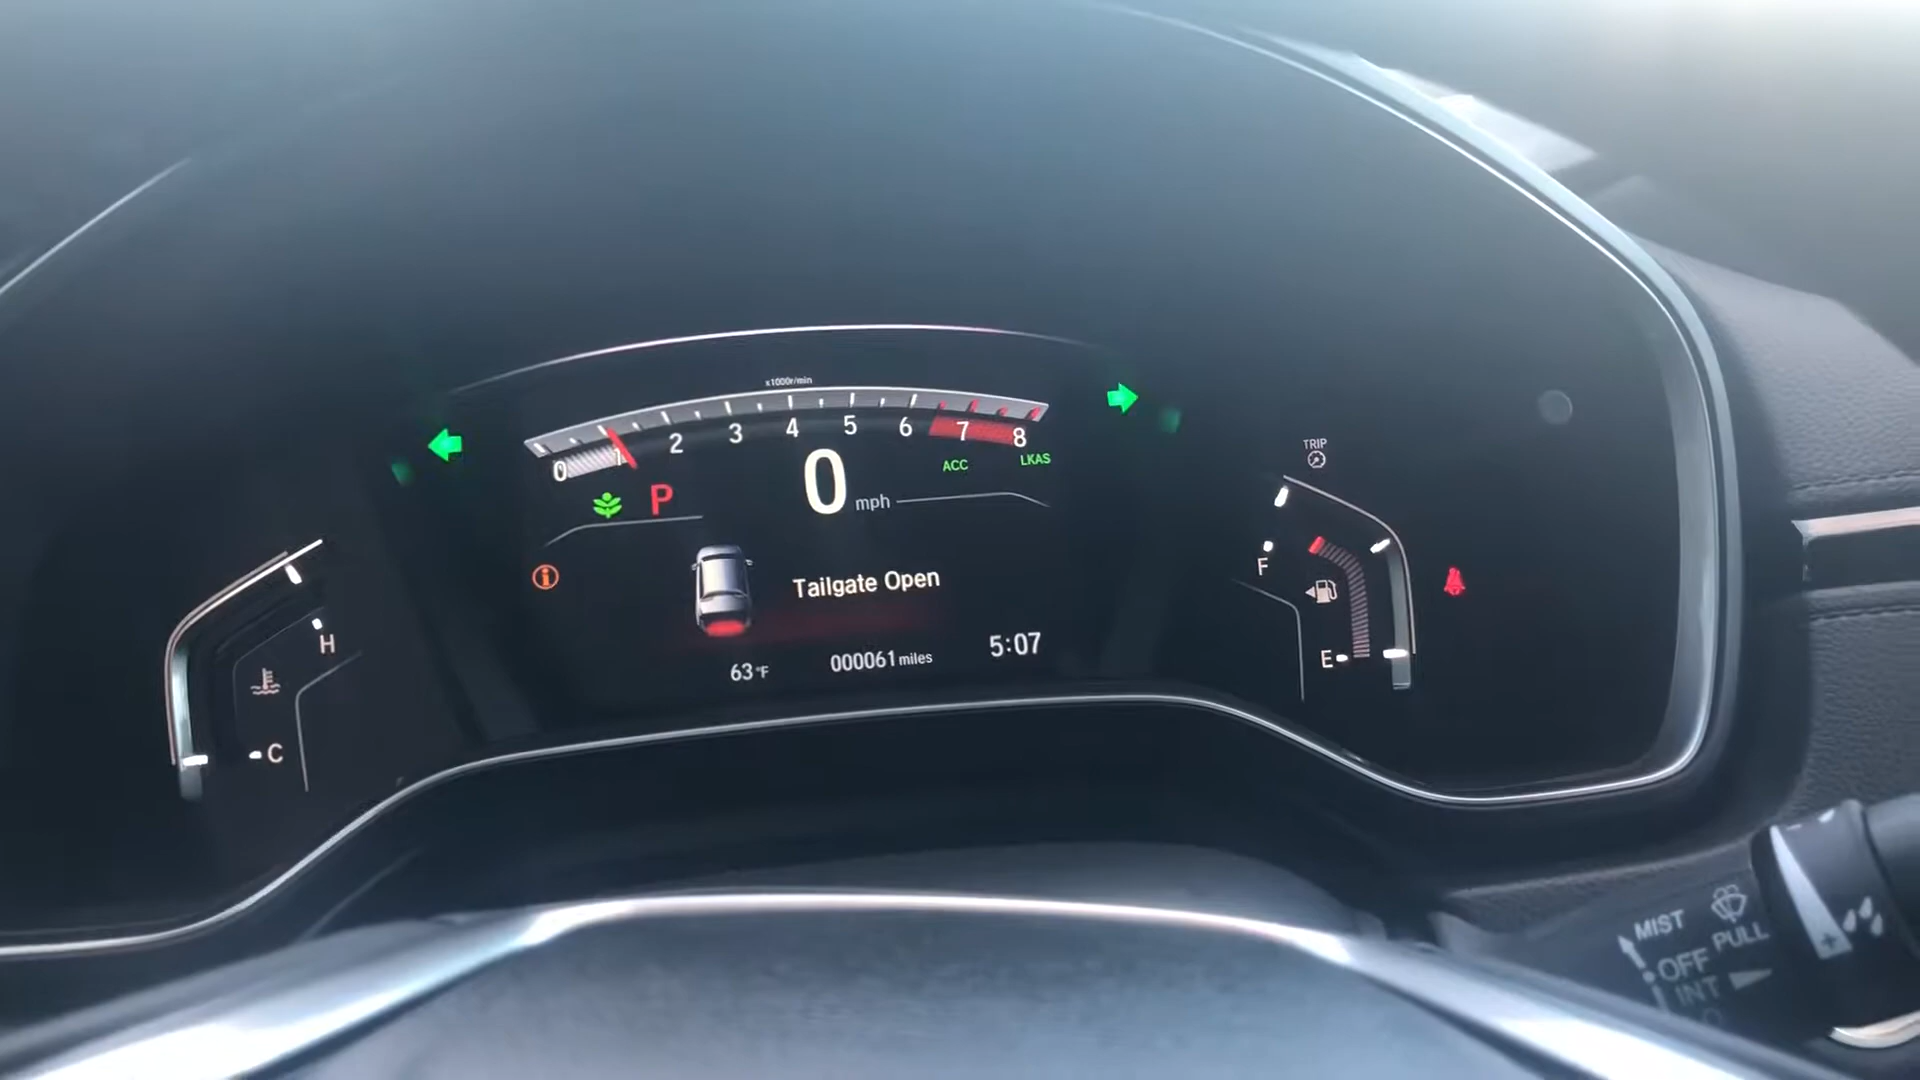 x1000r/min
0 1 2 3 4 5 6 7 8
ACC LKAS
P 0 mph
Tailgate Open
63°F 000061 miles 5:07
H
C
TRIP
F
E
MIST
PULL
OFF
INT